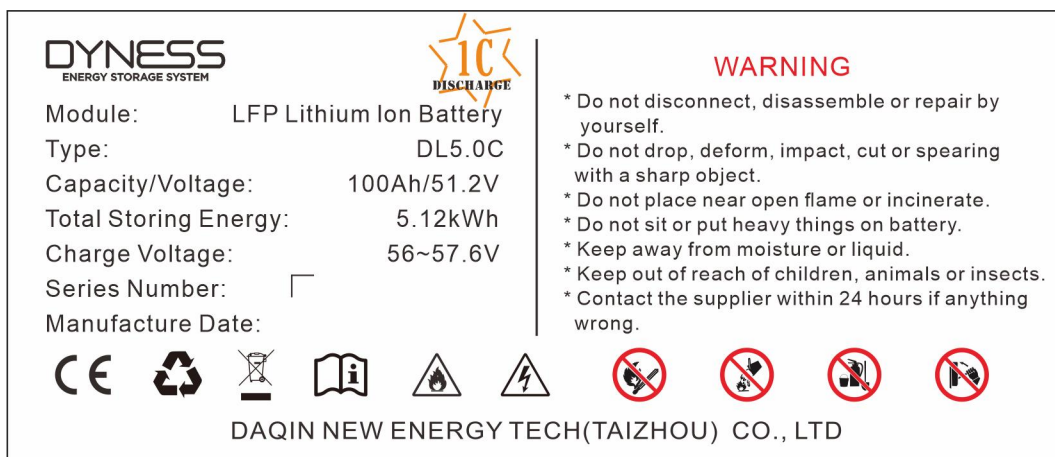 DYNESS
ENERGY STORAGE SYSTEM
1C
DISCHARGE
Module: LFP Lithium Ion Battery
Type: DL5.0C
Capacity/Voltage: 100Ah/51.2V
Total Storing Energy: 5.12kWh
Charge Voltage: 56~57.6V
Series Number:
Manufacture Date:
WARNING
* Do not disconnect, disassemble or repair by
yourself.
* Do not drop, deform, impact, cut or spearing
with a sharp object.
* Do not place near open flame or incinerate.
* Do not sit or put heavy things on battery.
* Keep away from moisture or liquid.
* Keep out of reach of children, animals or insects.
* Contact the supplier within 24 hours if anything
wrong.
CE
DAQIN NEW ENERGY TECH(TAIZHOU) CO., LTD